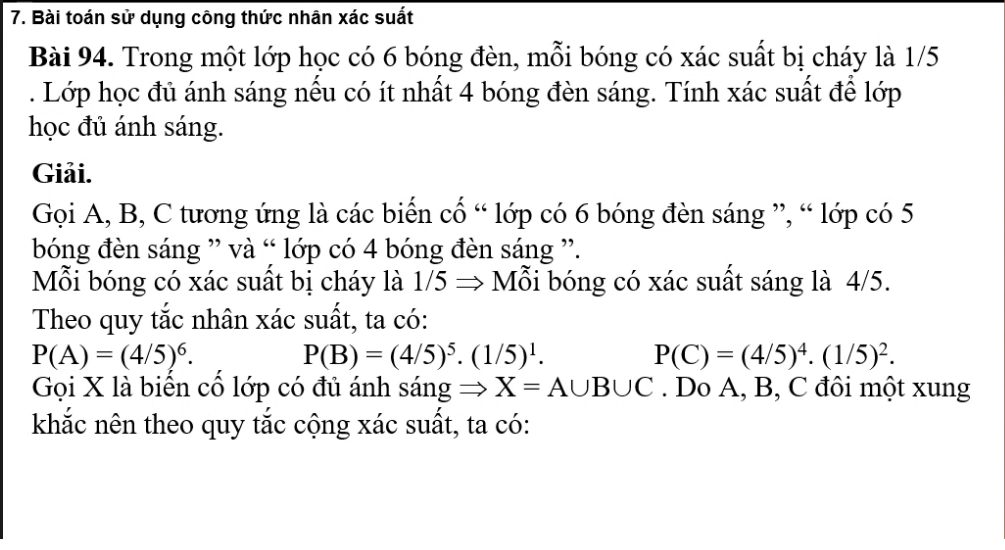 7. Bài toán sử dụng công thức nhân xác suất
Bài 94. Trong một lớp học có 6 bóng đèn, mỗi bóng có xác suất bị cháy là 1/5
. Lớp học đủ ánh sáng nếu có ít nhất 4 bóng đèn sáng. Tính xác suất để lớp
học đủ ánh sáng.
Giải.
Gọi A, B, C tương ứng là các biến cố “ lớp có 6 bóng đèn sáng ”, “ lớp có 5
bóng đèn sáng ” và “ lớp có 4 bóng đèn sáng ”.
Mỗi bóng có xác suất bị cháy là 1/5 ⇒ Mỗi bóng có xác suất sáng là 4/5.
Theo quy tắc nhân xác suất, ta có:
P(A) = (4/5)⁶. P(B) = (4/5)⁵. (1/5)¹. P(C) = (4/5)⁴. (1/5)².
Gọi X là biến cố lớp có đủ ánh sáng ⇒ X = A∪B∪C . Do A, B, C đôi một xung
khắc nên theo quy tắc cộng xác suất, ta có: